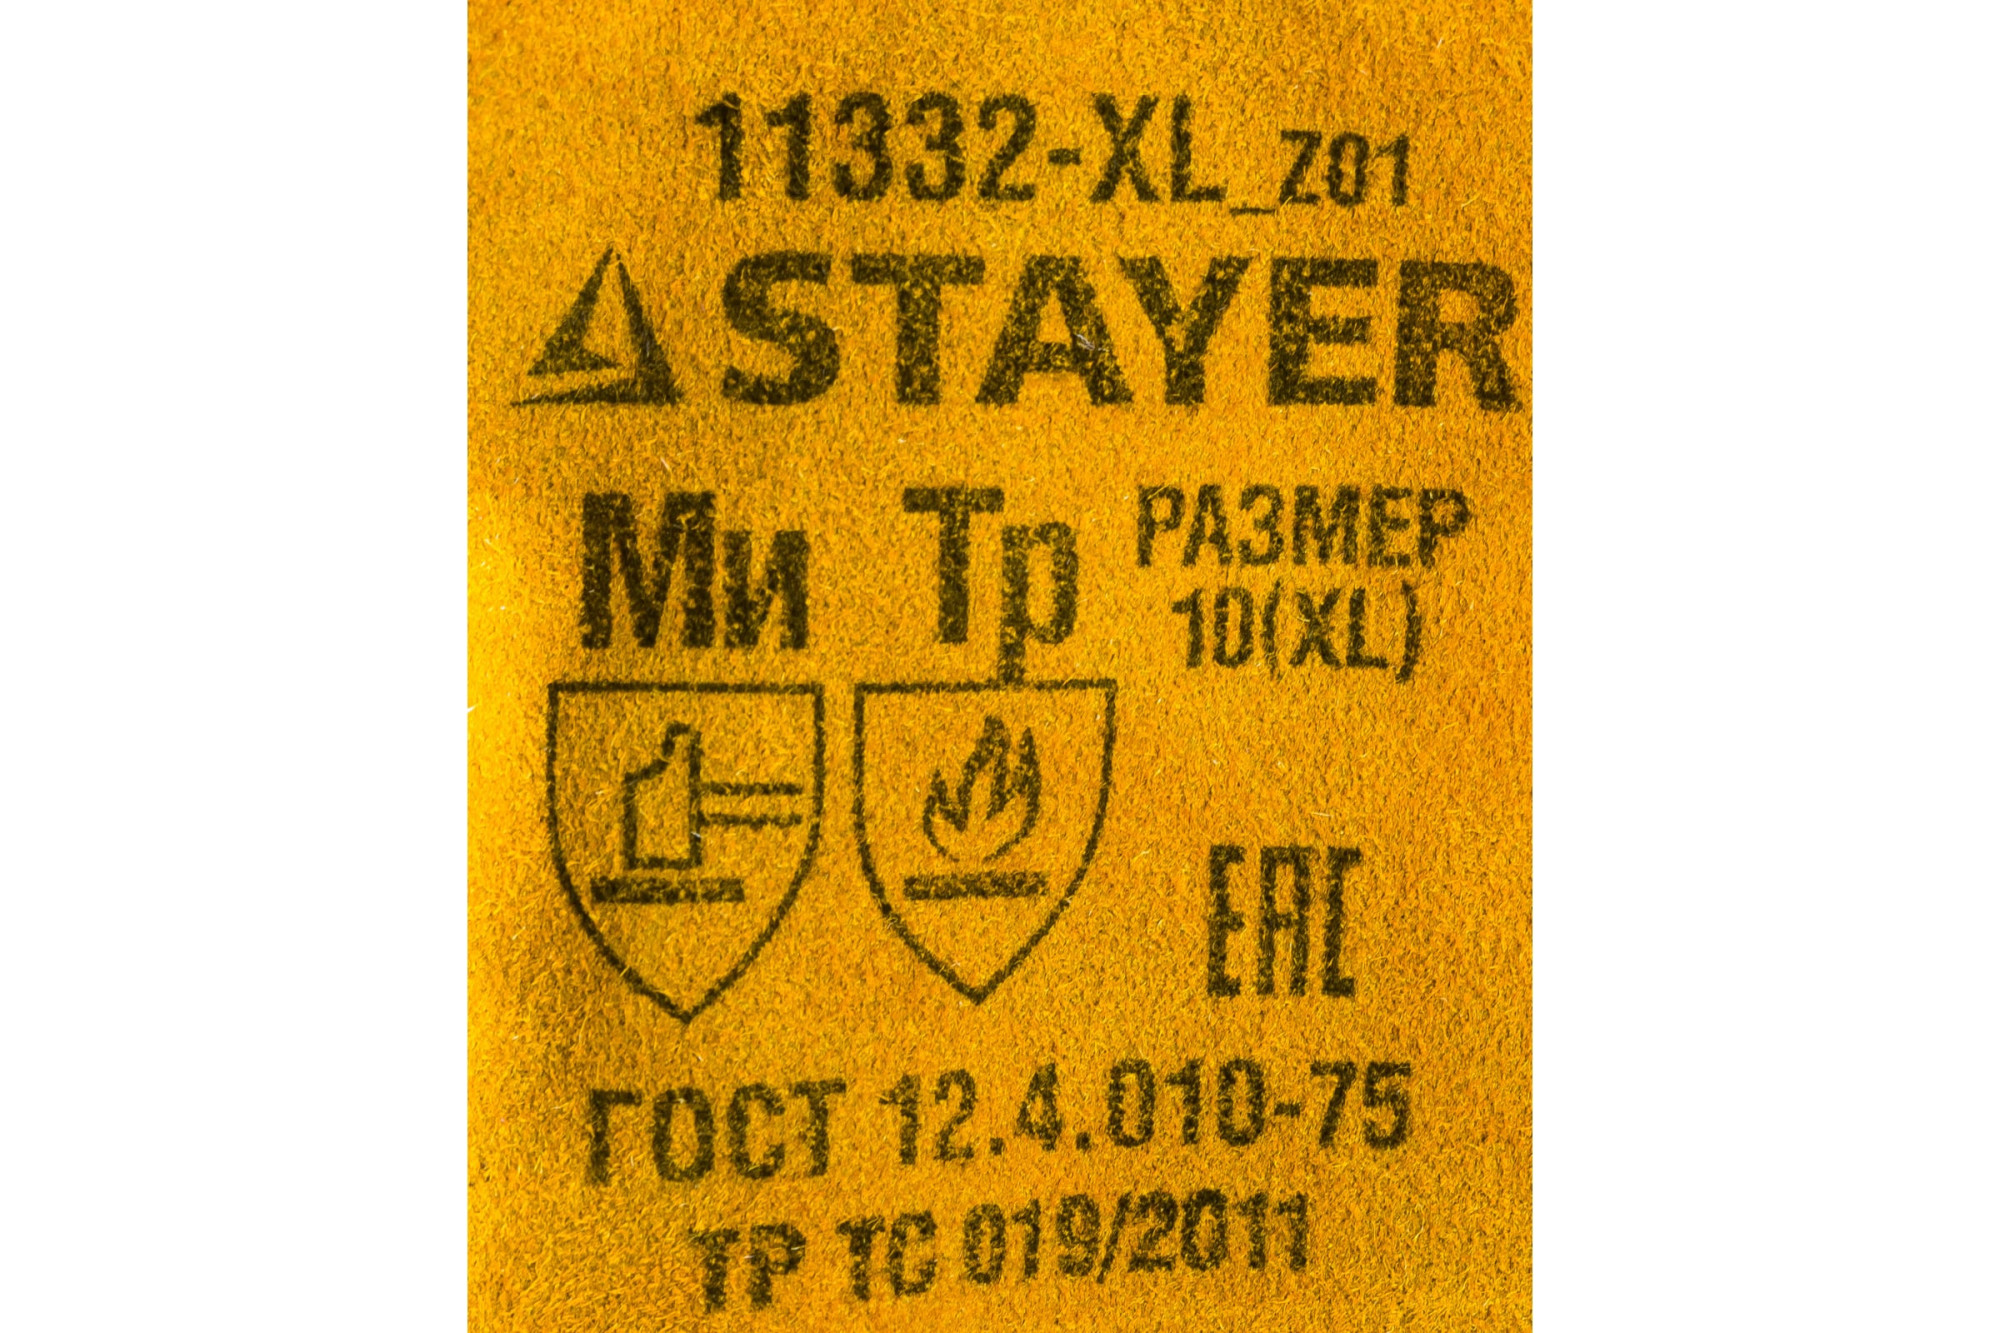 11332-XL_Z01
STAYER
Ми Тр РАЗМЕР
10(XL)
EAC
ГОСТ 12.4.010-75
ТР ТС 019/2011